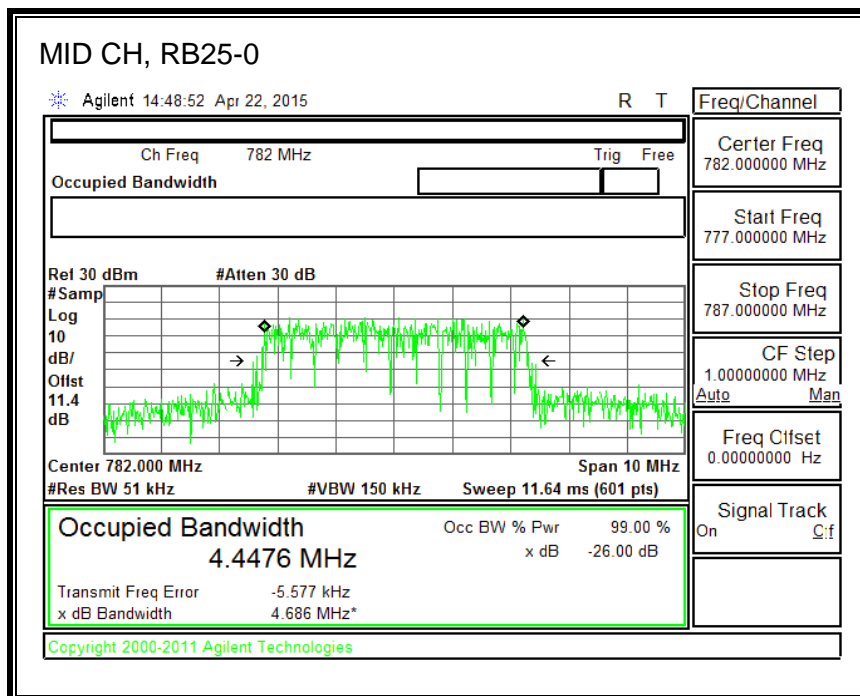 MID CH, RB25-0
Agilent 14:48:52 Apr 22, 2015 R T
Freq/Channel
Ch Freq 782 MHz Trig Free
Occupied Bandwidth
Center Freq
782.000000 MHz
Start Freq
777.000000 MHz
Stop Freq
787.000000 MHz
CF Step
1.00000000 MHz
Auto Man
Freq Offset
0.00000000 Hz
Signal Track
On Off
Ref 30 dBm #Atten 30 dB
#Samp
Log
10
dB/
Offst
11.4
dB
Center 782.000 MHz Span 10 MHz
#Res BW 51 kHz #VBW 150 kHz Sweep 11.64 ms (601 pts)
Occupied Bandwidth Occ BW % Pwr 99.00 %
4.4476 MHz x dB -26.00 dB
Transmit Freq Error -5.577 kHz
x dB Bandwidth 4.686 MHz*
Copyright 2000-2011 Agilent Technologies